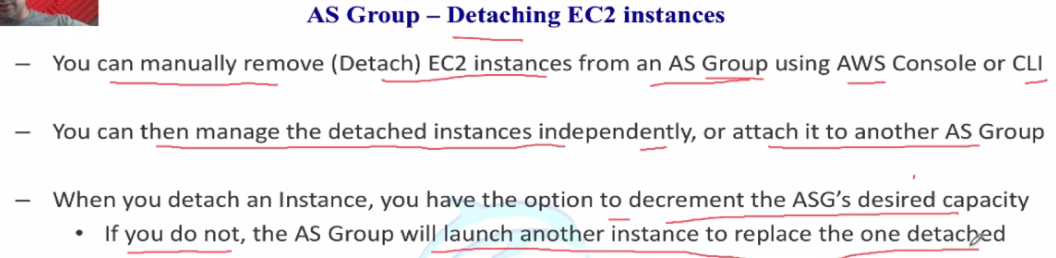 AS Group – Detaching EC2 instances
– You can manually remove (Detach) EC2 instances from an AS Group using AWS Console or CLI
– You can then manage the detached instances independently, or attach it to another AS Group
– When you detach an Instance, you have the option to decrement the ASG's desired capacity
• If you do not, the AS Group will launch another instance to replace the one detached